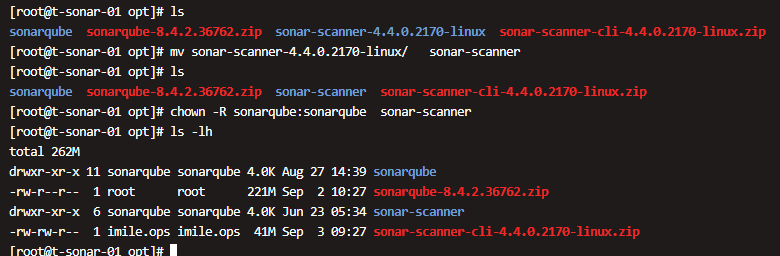 [root@t-sonar-01 opt]# ls
sonarqube  sonarqube-8.4.2.36762.zip  sonar-scanner-4.4.0.2170-linux  sonar-scanner-cli-4.4.0.2170-linux.zip
[root@t-sonar-01 opt]# mv sonar-scanner-4.4.0.2170-linux/   sonar-scanner
[root@t-sonar-01 opt]# ls
sonarqube  sonarqube-8.4.2.36762.zip  sonar-scanner  sonar-scanner-cli-4.4.0.2170-linux.zip
[root@t-sonar-01 opt]# chown -R sonarqube:sonarqube  sonar-scanner
[root@t-sonar-01 opt]# ls -lh
total 262M
drwxr-xr-x 11 sonarqube sonarqube 4.0K Aug 27 14:39 sonarqube
-rw-r--r--  1 root      root      221M Sep  2 10:27 sonarqube-8.4.2.36762.zip
drwxr-xr-x  6 sonarqube sonarqube 4.0K Jun 23 05:34 sonar-scanner
-rw-rw-r--  1 imile.ops imile.ops  41M Sep  3 09:27 sonar-scanner-cli-4.4.0.2170-linux.zip
[root@t-sonar-01 opt]#